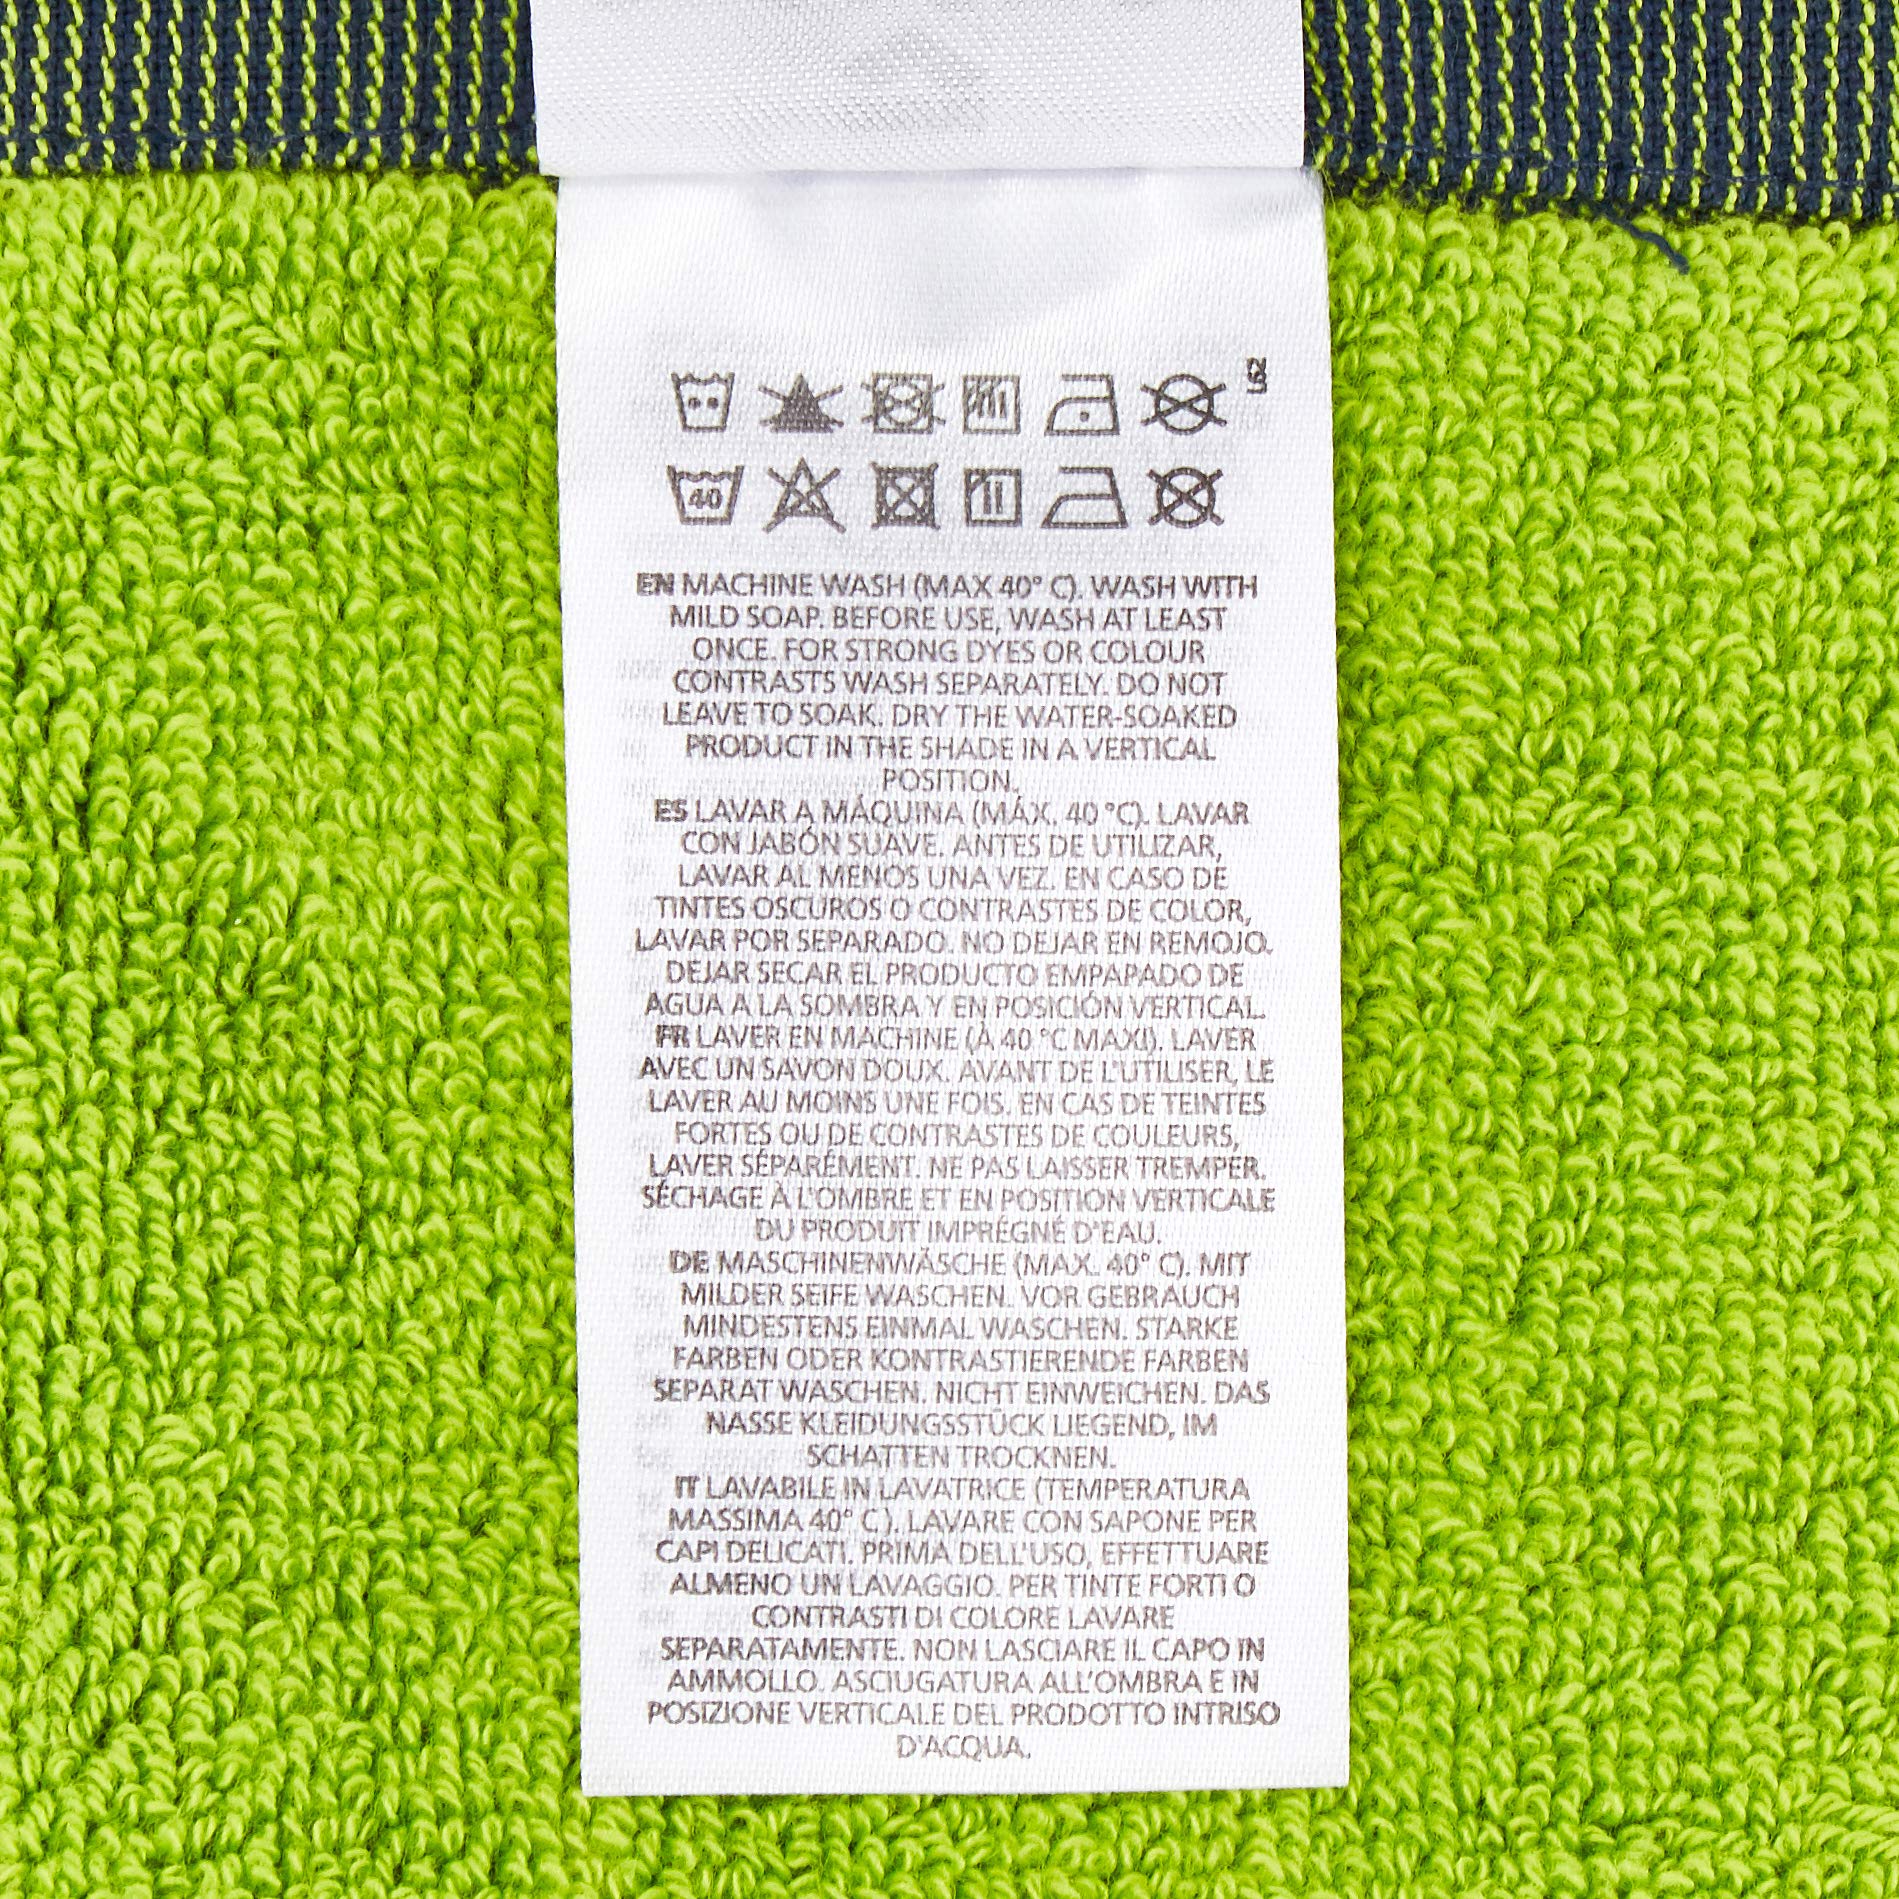 U62
40
EN MACHINE WASH (MAX 40° C). WASH WITH
MILD SOAP. BEFORE USE, WASH AT LEAST
ONCE. FOR STRONG DYES OR COLOUR
CONTRASTS WASH SEPARATELY. DO NOT
LEAVE TO SOAK. DRY THE WATER-SOAKED
PRODUCT IN THE SHADE IN A VERTICAL
POSITION.
ES LAVAR A MÁQUINA (MÁX. 40 °C). LAVAR
CON JABÓN SUAVE. ANTES DE UTILIZAR,
LAVAR AL MENOS UNA VEZ. EN CASO DE
TINTES OSCUROS O CONTRASTES DE COLOR,
LAVAR POR SEPARADO. NO DEJAR EN REMOJO.
DEJAR SECAR EL PRODUCTO EMPAPADO DE
AGUA A LA SOMBRA Y EN POSICIÓN VERTICAL.
FR LAVER EN MACHINE (À 40 °C MAXI). LAVER
AVEC UN SAVON DOUX. AVANT DE L'UTILISER, LE
LAVER AU MOINS UNE FOIS. EN CAS DE TEINTES
FORTES OU DE CONTRASTES DE COULEURS,
LAVER SÉPARÉMENT. NE PAS LAISSER TREMPER.
SÉCHAGE À L'OMBRE ET EN POSITION VERTICALE
DU PRODUIT IMPRÉGNÉ D'EAU.
DE MASCHINENWÄSCHE (MAX. 40° C). MIT
MILDER SEIFE WASCHEN. VOR GEBRAUCH
MINDESTENS EINMAL WASCHEN. STARKE
FARBEN ODER KONTRASTIERENDE FARBEN
SEPARAT WASCHEN. NICHT EINWEICHEN. DAS
NASSE KLEIDUNGSSTÜCK LIEGEND, IM
SCHATTEN TROCKNEN.
IT LAVABILE IN LAVATRICE (TEMPERATURA
MASSIMA 40° C). LAVARE CON SAPONE PER
CAPI DELICATI. PRIMA DELL'USO, EFFETTUARE
ALMENO UN LAVAGGIO. PER TINTE FORTI O
CONTRASTI DI COLORE LAVARE
SEPARATAMENTE. NON LASCIARE IL CAPO IN
AMMOLLO. ASCIUGATURA ALL'OMBRA E IN
POSIZIONE VERTICALE DEL PRODOTTO INTRISO
D'ACQUA.